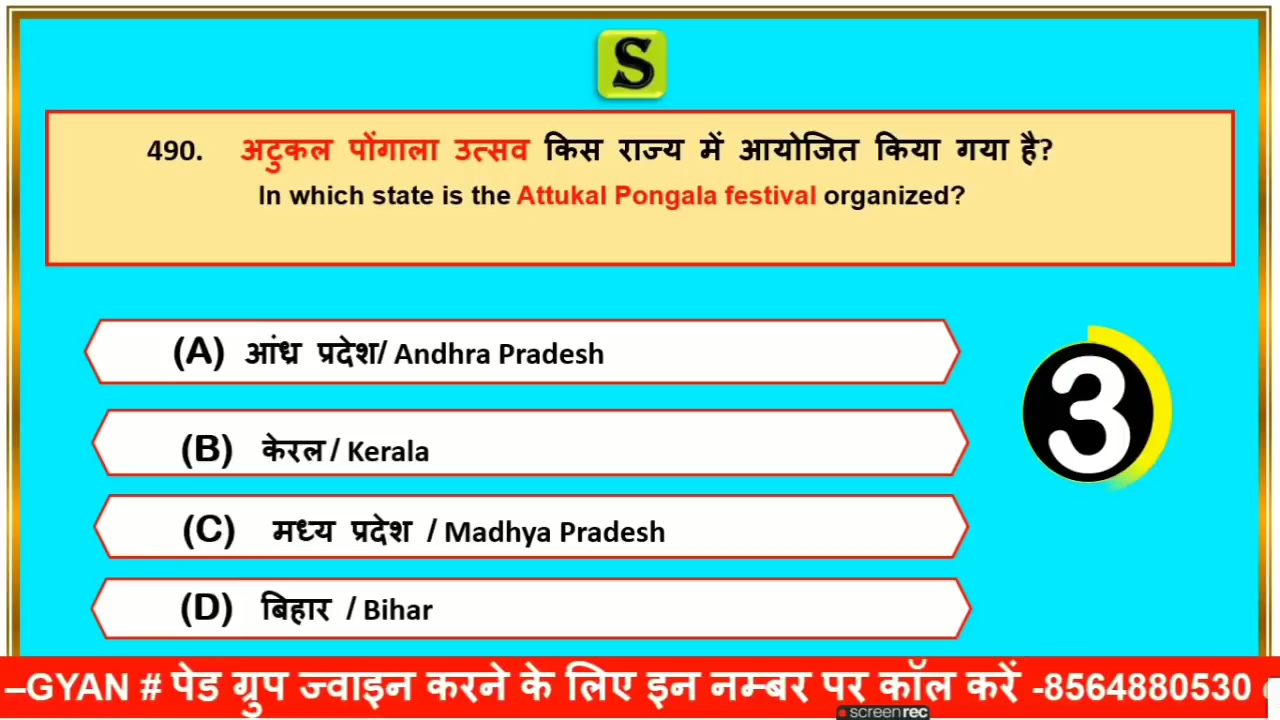 S
490. अटुकल पोंगाला उत्सव किस राज्य में आयोजित किया गया है?
In which state is the Attukal Pongala festival organized?
(A) आंध्र प्रदेश/ Andhra Pradesh
(B) केरल/ Kerala
3
(C) मध्य प्रदेश / Madhya Pradesh
(D) बिहार / Bihar
–GYAN # पेड ग्रुप ज्वाइन करने के लिए इन नम्बर पर कॉल करें -8564880530
screenrec